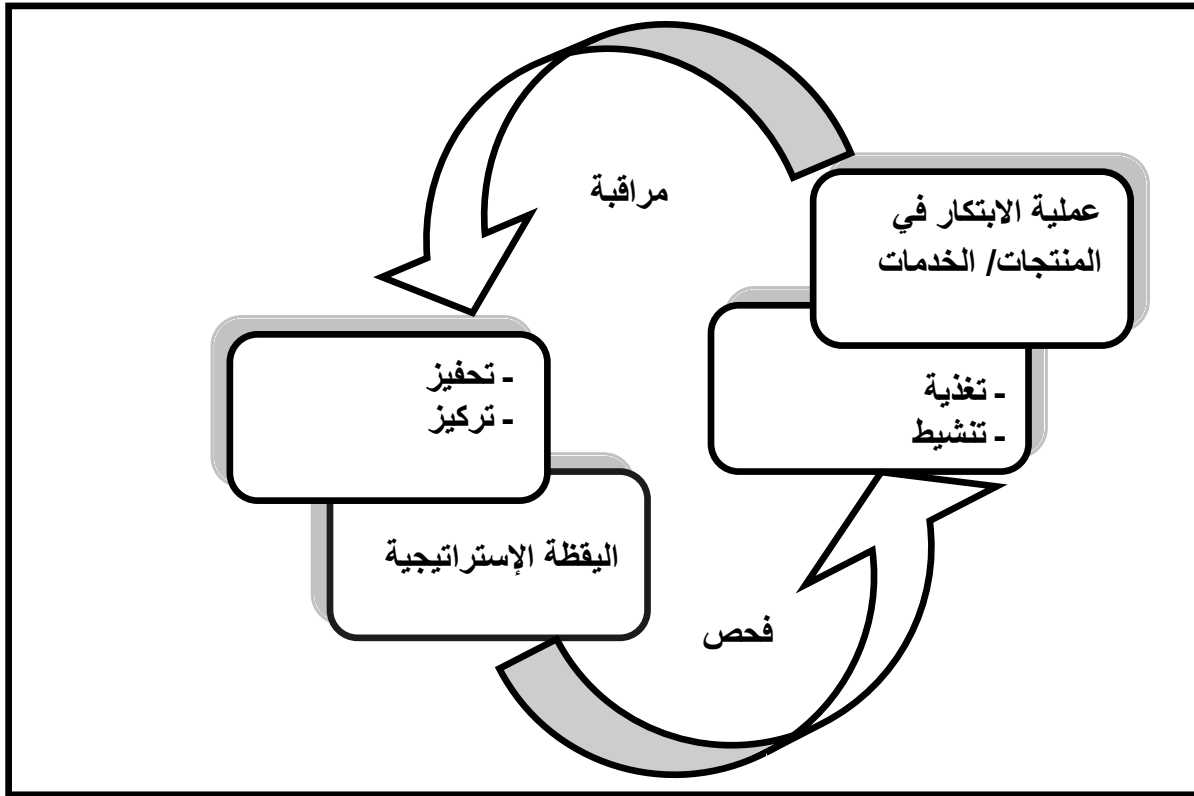 مراقبة
عملية الابتكار في
المنتجات/ الخدمات
- تغذية
- تنشيط
- تحفيز
- تركيز
اليقظة الإستراتيجية
فحص